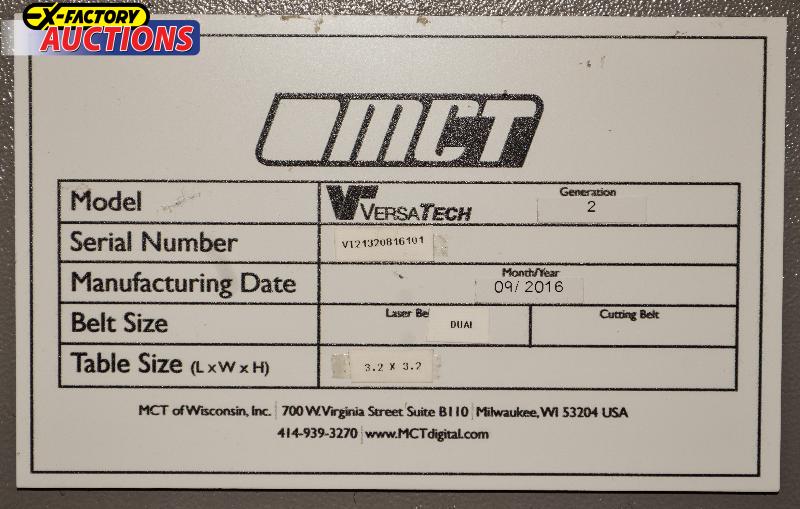 EX-FACTORY
AUCTIONS
MCT
Model VERSATECH Generation 2
Serial Number VT21320816101
Manufacturing Date Month/Year 09/ 2016
Belt Size Laser Be DUAL Cutting Belt
Table Size (L x W x H) 3.2 X 3.2
MCT of Wisconsin, Inc. | 700 W. Virginia Street Suite B110 | Milwaukee, WI 53204 USA
414-939-3270 | www.MCTdigital.com